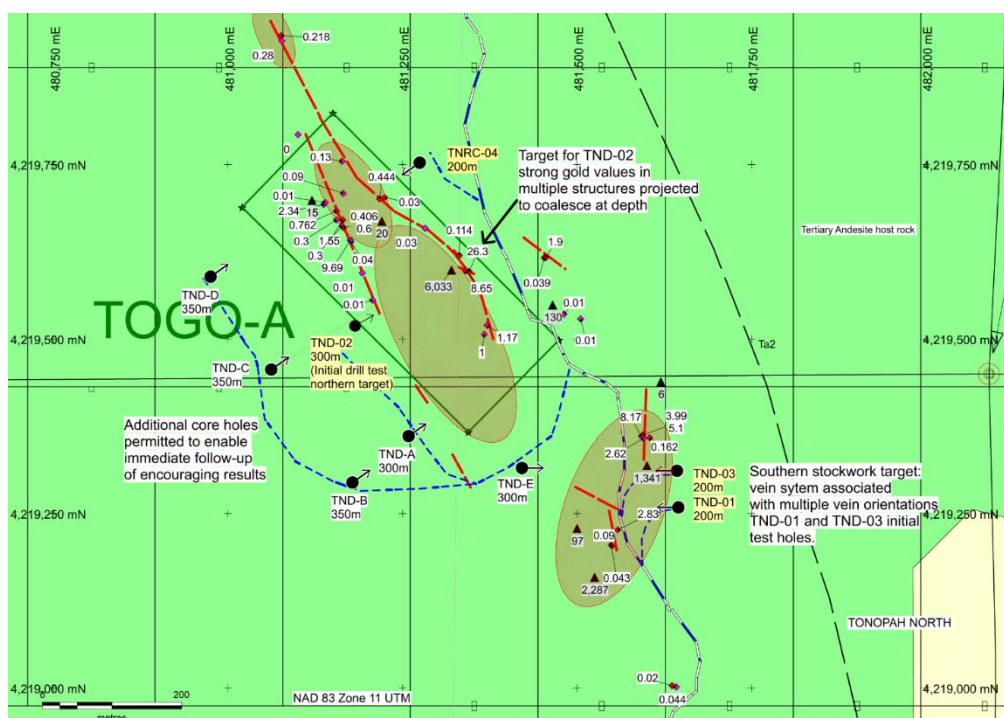 480,750 mE
481,000 mE
481,250 mE
481,500 mE
481,750 mE
482,000 mE
0.218
0.28
4,219,750 mN
4,219,750 mN
0
0.13
0.09
0.01
2.34
15
0.762
0.3
0.3
1.55
9.69
0.406
0.6
20
0.04
0.01
0.01
0.444
0.03
0.03
0.114
TNRC-04
200m
Target for TND-02
strong gold values in
multiple structures projected
to coalesce at depth
26.3
6,033
8.65
1.9
0.039
130
0.01
0.01
1.17
1
Tertiary Andesite host rock
TND-D
350m
TOGO-A
4,219,500 mN
4,219,500 mN
Ta2
TND-02
300m
(Initial drill test
northern target)
TND-C
350m
6
Additional core holes
permitted to enable
immediate follow-up
of encouraging results
TND-A
300m
TND-B
350m
TND-E
300m
8.17
3.99
5.1
0.162
2.62
1,341
TND-03
200m
TND-01
200m
Southern stockwork target:
vein sytem associated
with multiple vein orientations
TND-01 and TND-03 initial
test holes.
4,219,250 mN
4,219,250 mN
2.83
97
0.09
0.043
2,287
TONOPAH NORTH
4,219,000 mN
4,219,000 mN
0.02
0.044
0
200
metres
NAD 83 Zone 11 UTM